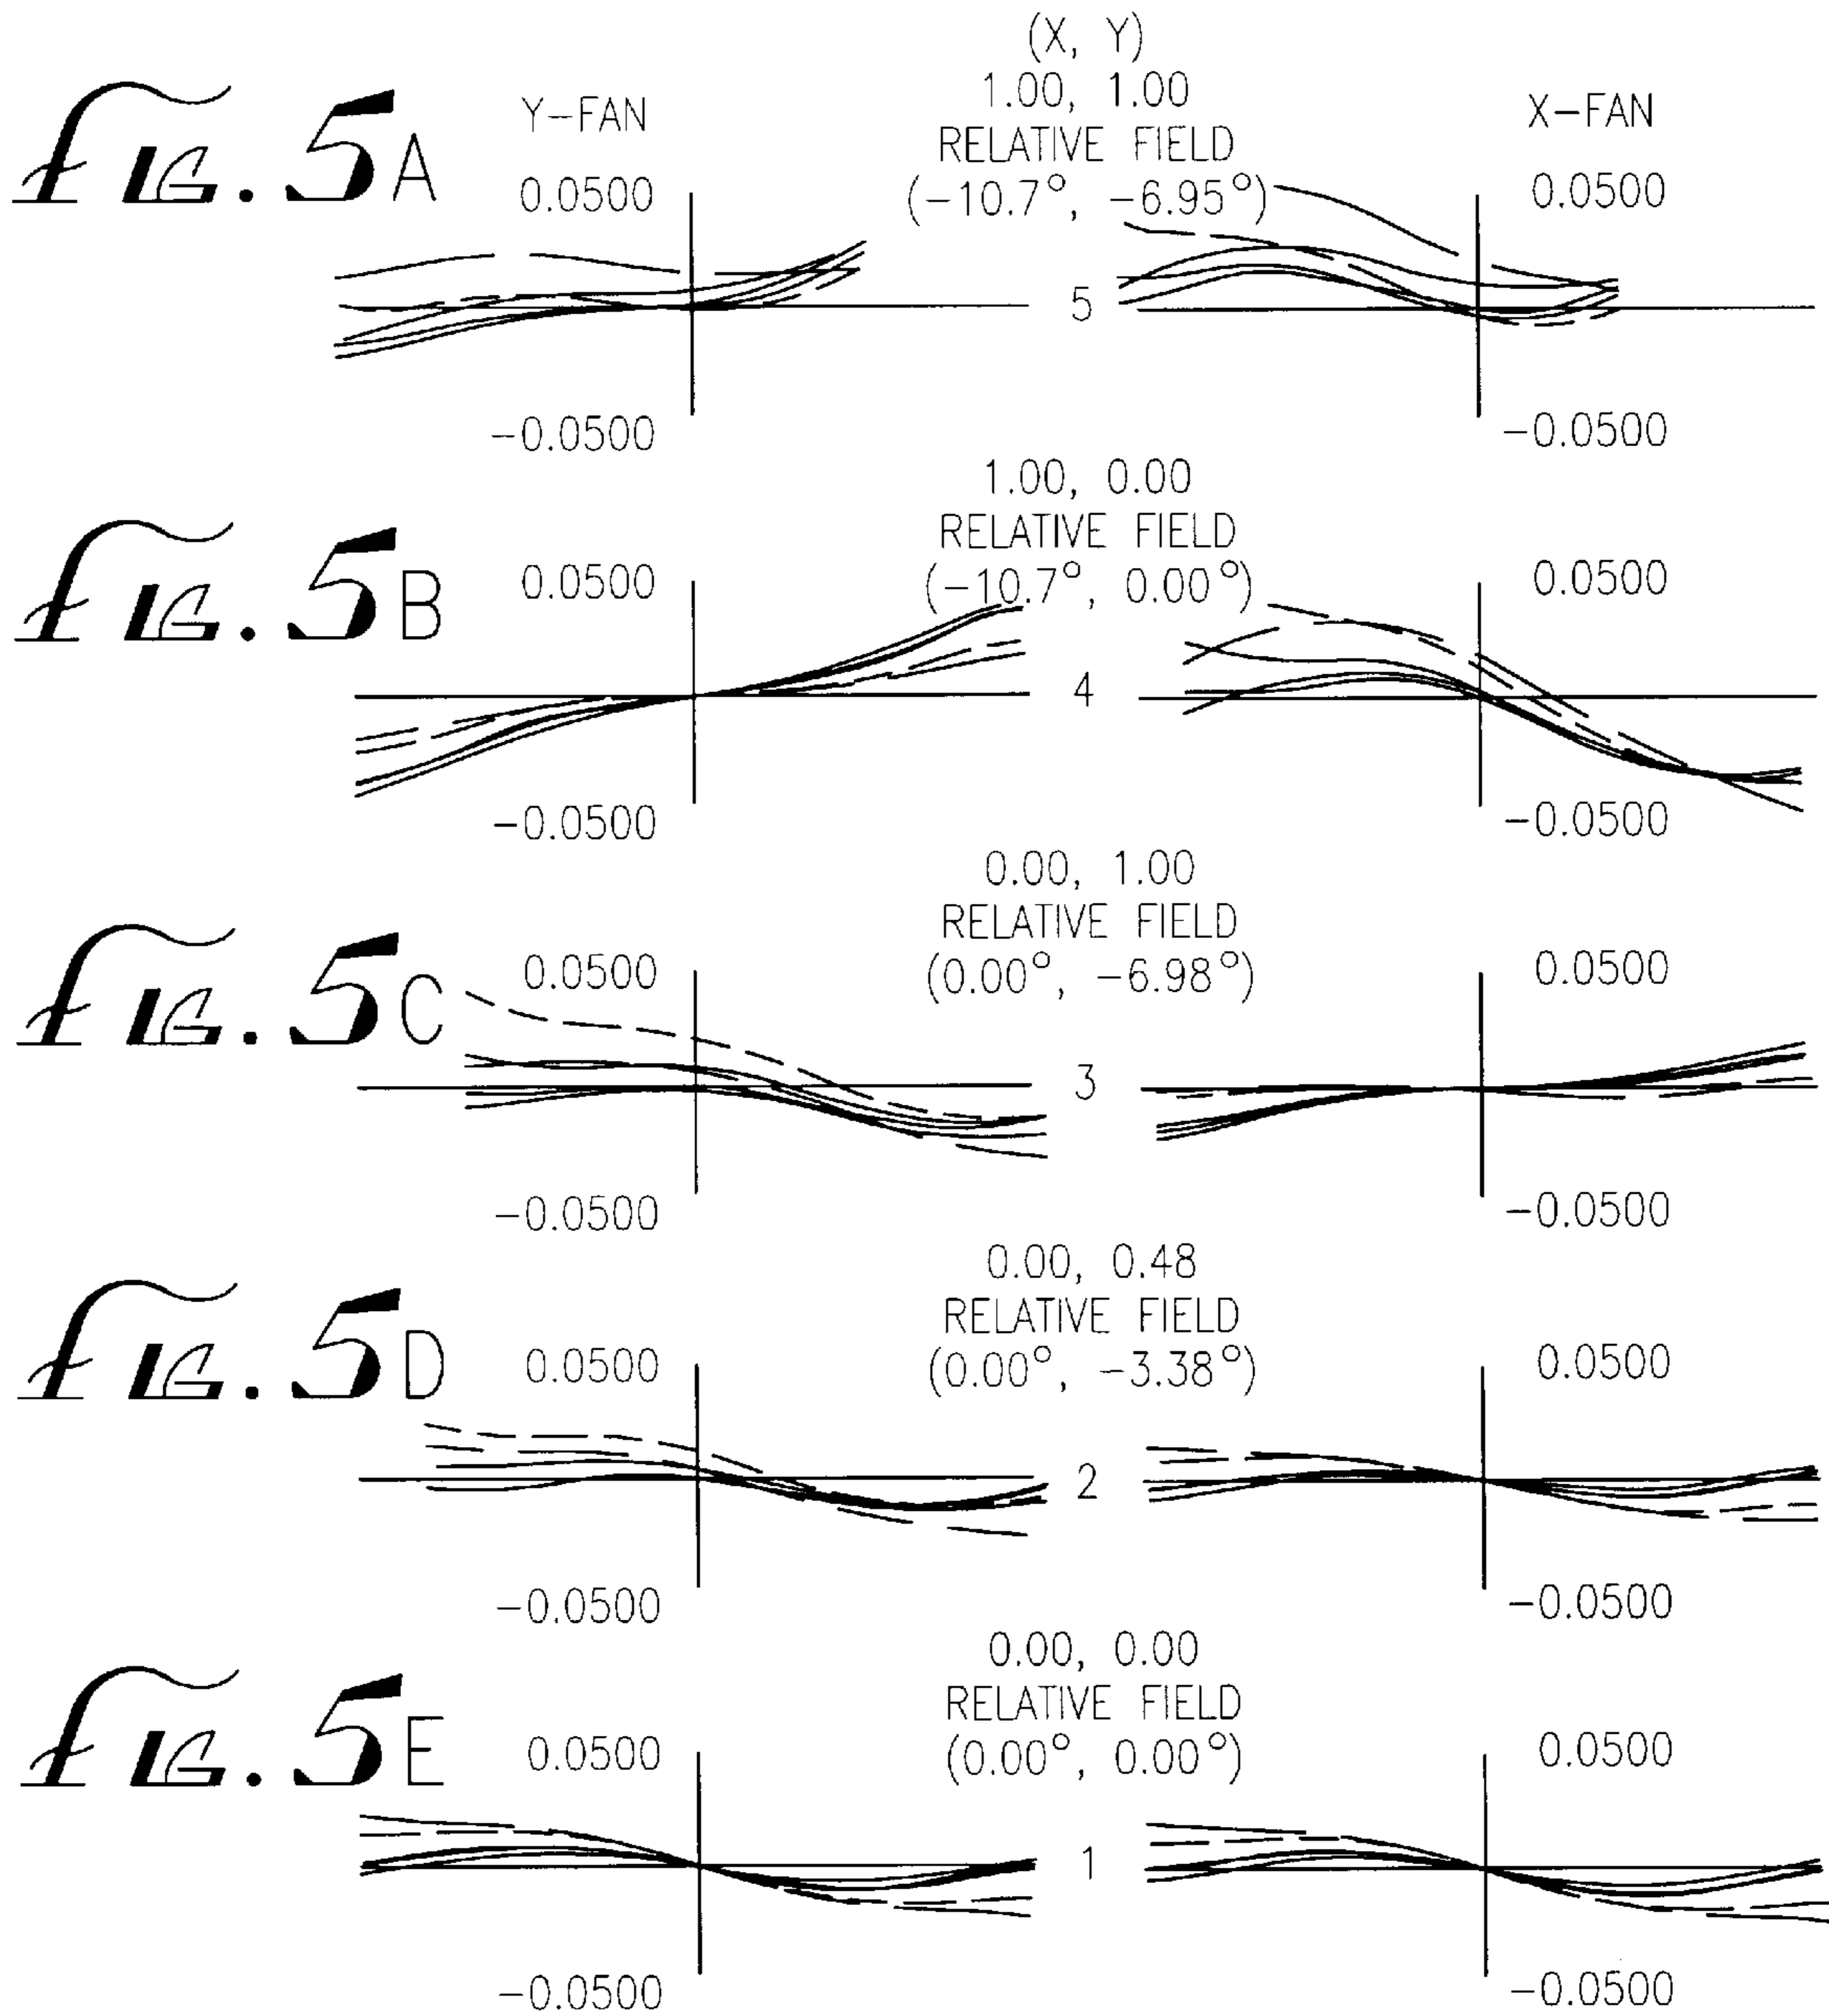 (X, Y)
FIG. 5A Y-FAN 1.00, 1.00 X-FAN
RELATIVE FIELD
0.0500 (-10.7°, -6.95°) 0.0500
5
-0.0500 -0.0500
1.00, 0.00
RELATIVE FIELD
FIG. 5B 0.0500 (-10.7°, 0.00°) 0.0500
4
-0.0500 -0.0500
0.00, 1.00
RELATIVE FIELD
FIG. 5C 0.0500 (0.00°, -6.98°) 0.0500
3
-0.0500 -0.0500
0.00, 0.48
RELATIVE FIELD
FIG. 5D 0.0500 (0.00°, -3.38°) 0.0500
2
-0.0500 -0.0500
0.00, 0.00
RELATIVE FIELD
FIG. 5E 0.0500 (0.00°, 0.00°) 0.0500
1
-0.0500 -0.0500